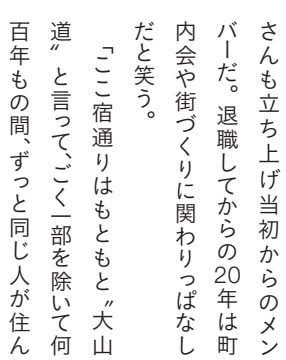 さんも立ち上げ当初からのメン
バーだ。退職してからの20年は町
内会や街づくりに関わりっぱなし
だと笑う。
「ここ宿通りはもともと〝大山
道〟と言って、ごく一部を除いて何
百年もの間、ずっと同じ人が住ん